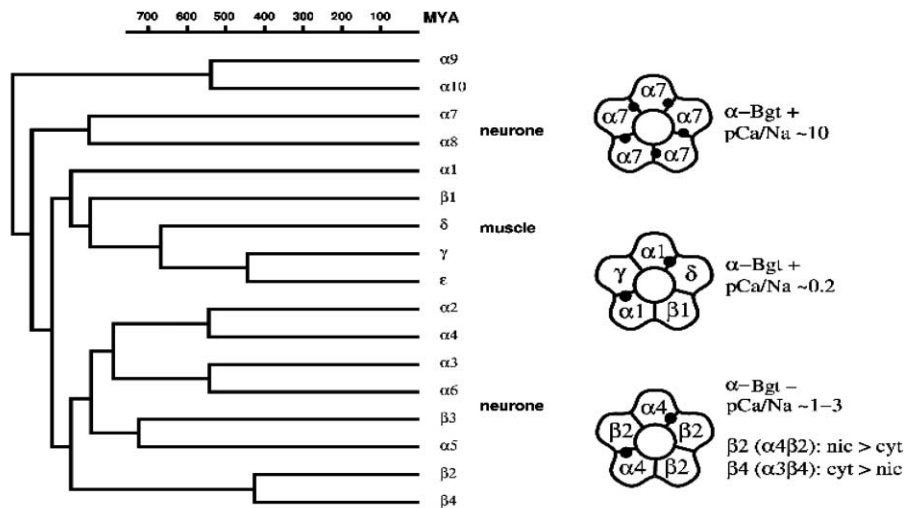 700 600 500 400 300 200 100 MYA
α9
α10
α7
α8
α1
β1
δ
γ
ε
α2
α4
α3
α6
β3
α5
β2
β4
neurone
muscle
neurone
α7
α7 α7
α7 α7
α−Bgt +
pCa/Na ~10
α1
γ δ
α1 β1
α−Bgt +
pCa/Na ~0.2
α4
β2 β2
α4 β2
α−Bgt −
pCa/Na ~1−3
β2 (α4β2): nic > cyt
β4 (α3β4): cyt > nic